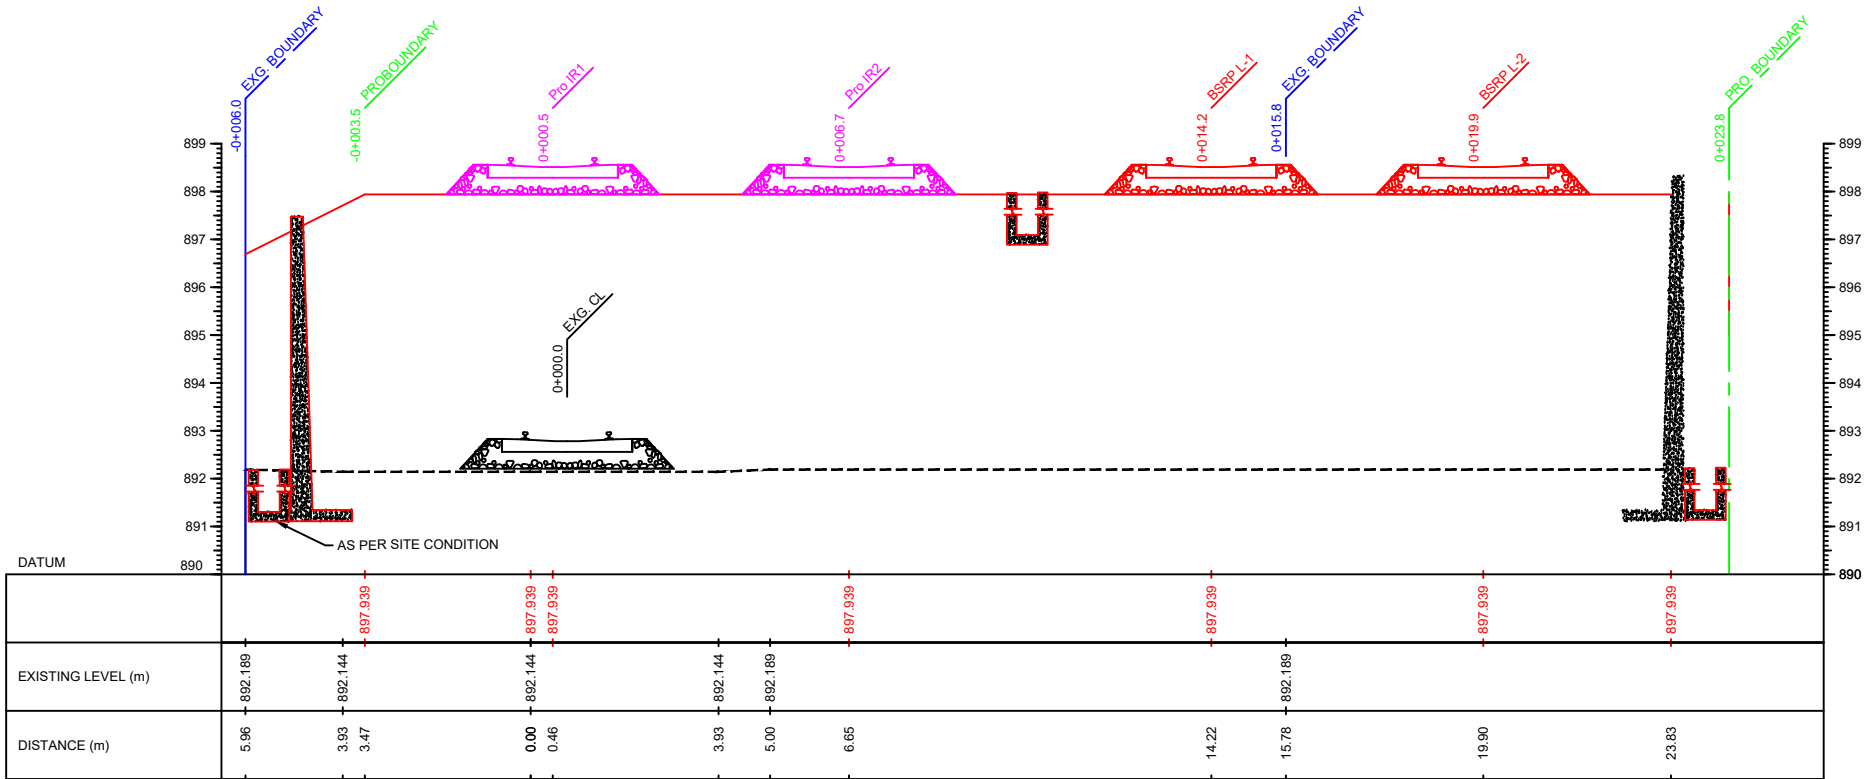 EXG. BOUNDARY
-0+006.0
PROBOUNDARY
-0+003.5
Pro IR1
0+000.5
Pro IR2
0+006.7
BSRP L-1
0+014.2
EXG. BOUNDARY
0+015.8
BSRP L-2
0+019.9
PRO. BOUNDARY
0+023.8
EXG. CL
0+000.0
899
898
897
896
895
894
893
892
891
890
899
898
897
896
895
894
893
892
891
890
AS PER SITE CONDITION
DATUM
897.939 897.939 897.939 897.939 897.939 897.939 897.939
EXISTING LEVEL (m) 892.189 892.144 892.144 892.144 892.189 892.189
DISTANCE (m) 5.96 3.93 3.47 0.00 0.46 3.93 5.00 6.65 14.22 15.78 19.90 23.83